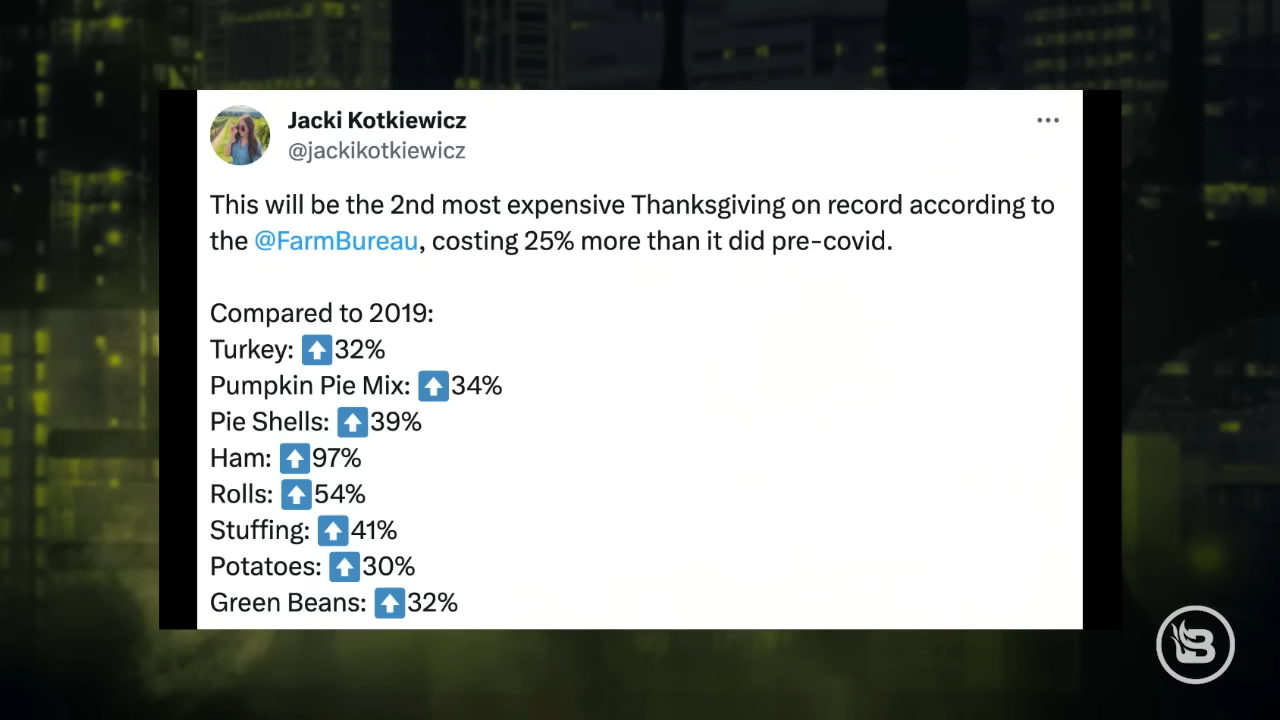 Jacki Kotkiewicz
@jackikotkiewicz
This will be the 2nd most expensive Thanksgiving on record according to
the @FarmBureau, costing 25% more than it did pre-covid.
Compared to 2019:
Turkey: ⬆️32%
Pumpkin Pie Mix: ⬆️34%
Pie Shells: ⬆️39%
Ham: ⬆️97%
Rolls: ⬆️54%
Stuffing: ⬆️41%
Potatoes: ⬆️30%
Green Beans: ⬆️32%
B